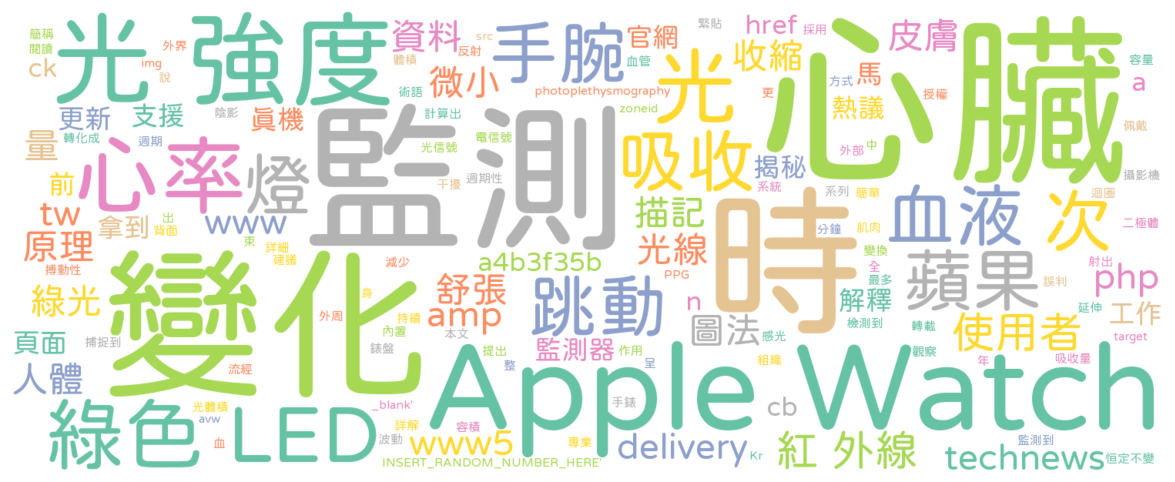 簡稱
閱讀
ck
外界
img
說
光 強度
資料
src
反射
體積
術語
微小
手腕
官網
血管
photoplethysmography
緊貼
href
採用
收縮
光
吸收
皮膚
馬
方式
更
熱議
授權
心臟
容量
a
佩戴
更新
轉化成
支援
週期
陰影
眞機
計算出
電信號
光信號
週期性
干擾
zoneid
外部
中
攝影機
量
前
心率
燈
監測
揭秘
系統
系列
簡單
肌肉
分鐘
迴圈
二極體
tw
原理
搏動性
拿到
出
背面
www
束
詳細
建議
減少
a4b3f35b
描記
光線
PPG
n
時
血液
次
變換
全
最多
射出
誤判
綠光
變化
身
外周
持續
內置
舒張
amp
跳動
圖法
感光
解釋
檢測到
蘋果
php
延伸
轉載
工作
target
頁面
捕捉到
錶盤
本文
提出
整
監測器
作用
呈
組織
觀察
使用者
年
吸收量
人體
流經
綠色
光體積
avw
血
LED
_blank'
詳解
波動
容積
www5
INSERT_RANDOM_NUMBER_HERE'
Apple Watch
手錶
專業
delivery
Kr
cb
紅 外線
監測到
technews
恒定不變